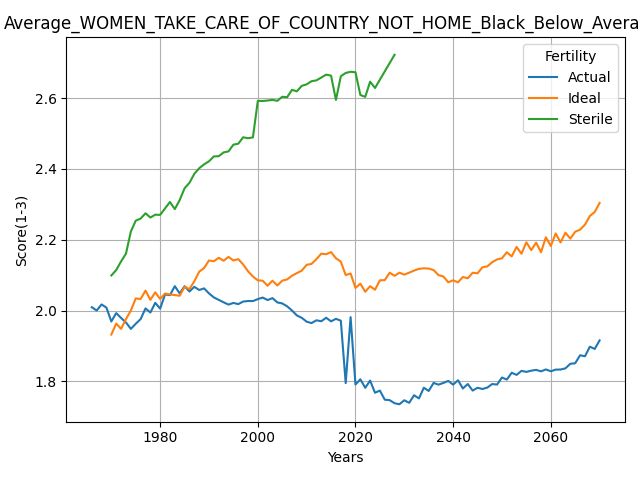 Average_WOMEN_TAKE_CARE_OF_COUNTRY_NOT_HOME_Black_Below_Avera
Fertility
Actual
Ideal
Sterile
Score(1-3)
2.6
2.4
2.2
2.0
1.8
1980 2000 2020 2040 2060
Years